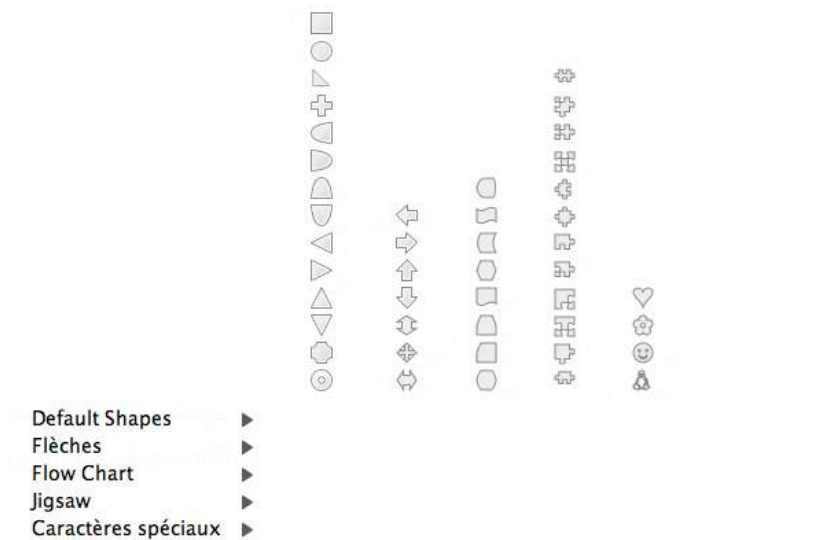 Default Shapes
Flèches
Flow Chart
Jigsaw
Caractères spéciaux